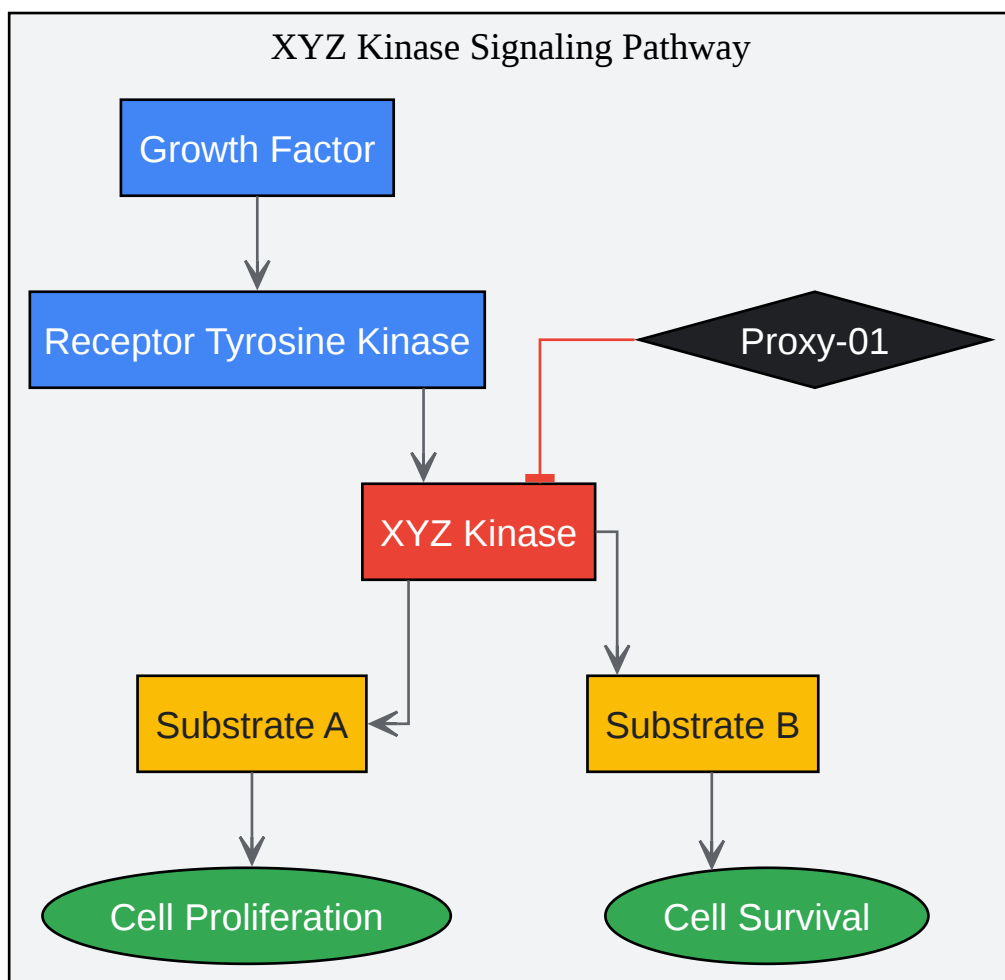 XYZ Kinase Signaling Pathway
Growth Factor
Receptor Tyrosine Kinase
Proxy-01
XYZ Kinase
Substrate A
Substrate B
Cell Proliferation
Cell Survival